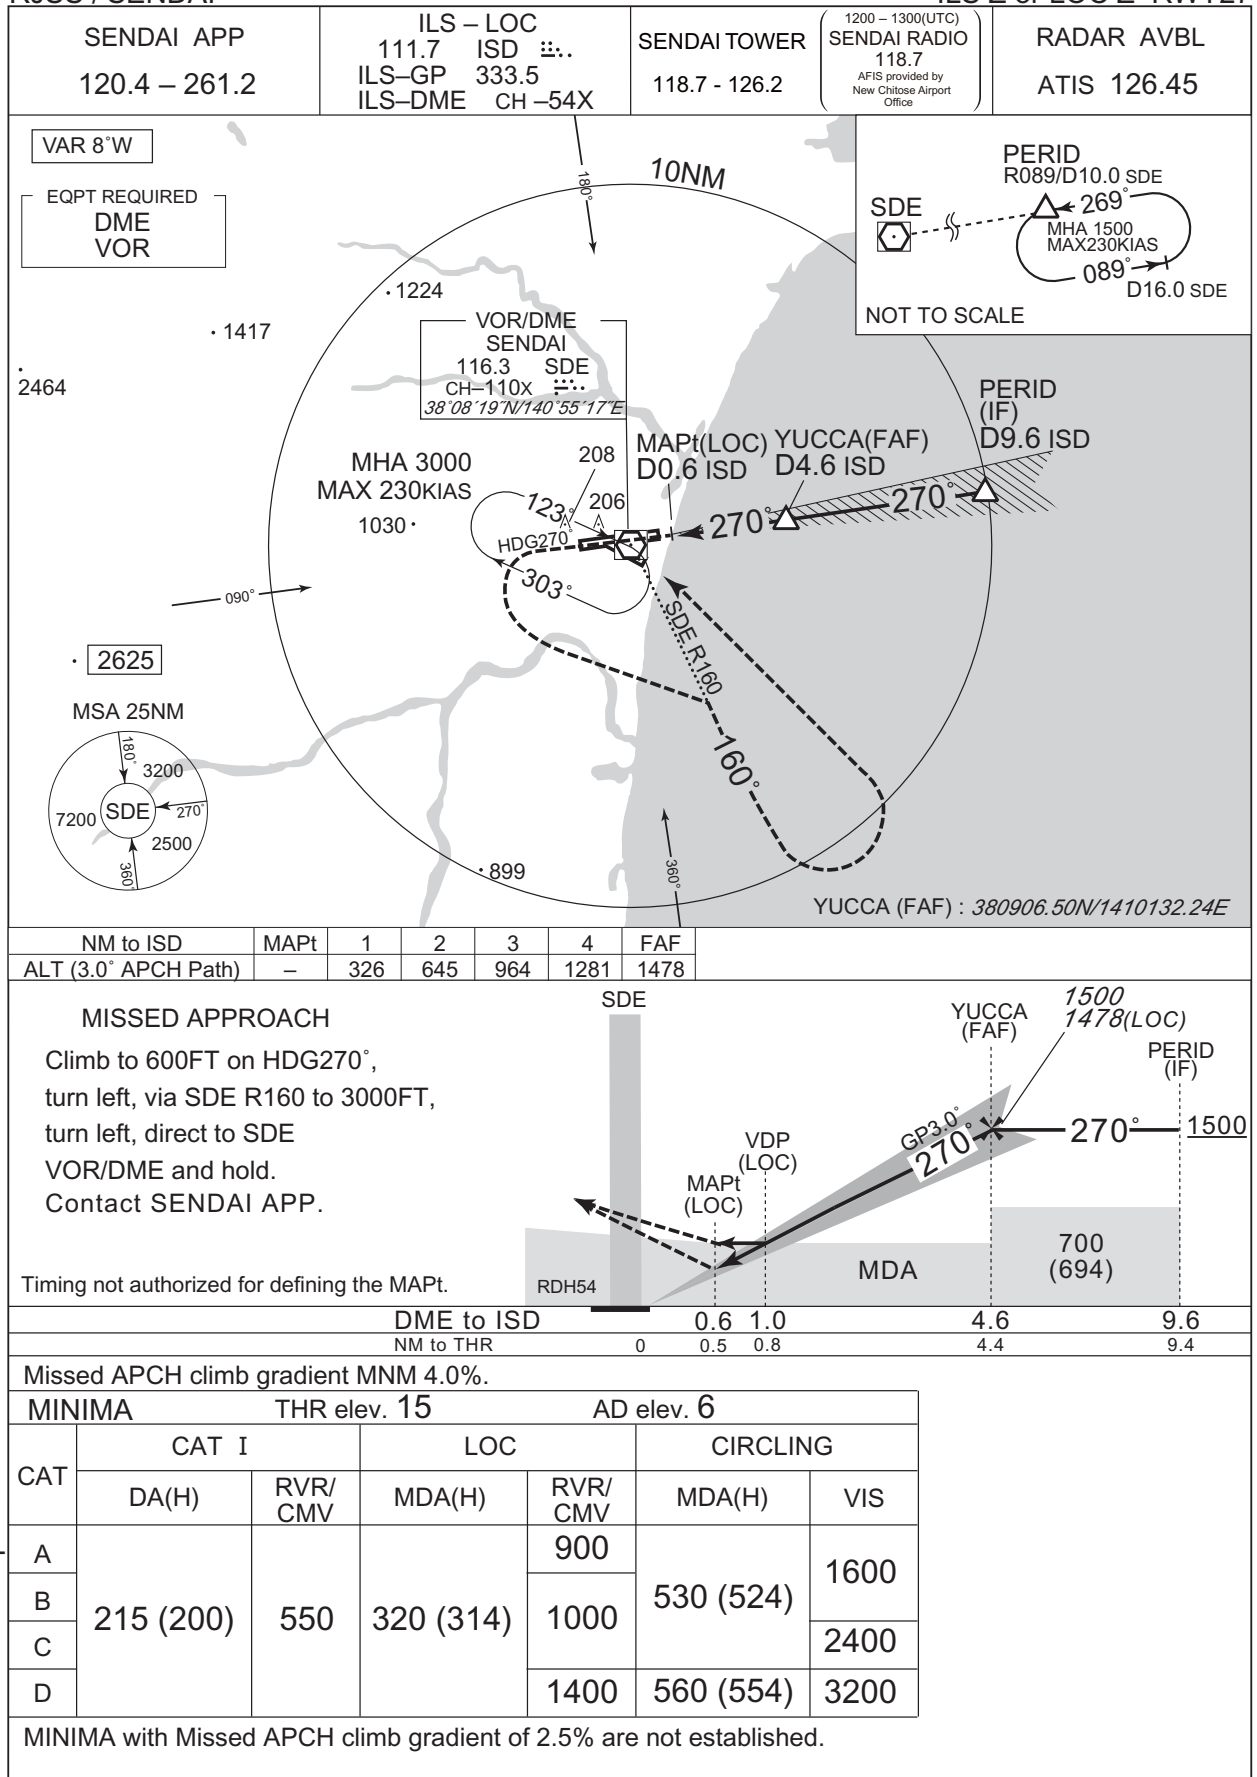 RJSS / SENDAI
ILS Z or LOC Z RWY27
SENDAI APP
120.4 – 261.2
ILS – LOC
111.7 ISD
ILS–GP 333.5
ILS–DME CH –54X
SENDAI TOWER
118.7 - 126.2
1200 – 1300(UTC)
SENDAI RADIO
118.7
AFIS provided by
New Chitose Airport
Office
RADAR AVBL
ATIS 126.45
VAR 8˚W
EQPT REQUIRED
DME
VOR
180˚
10NM
PERID
R089/D10.0 SDE
SDE
269˚
MHA 1500
MAX230KIAS
089˚
D16.0 SDE
NOT TO SCALE
1224
1417
2464
VOR/DME
SENDAI
116.3 SDE
CH–110X
38˚08´19˝N/140˚55´17˝E
PERID
(IF)
D9.6 ISD
MAPt(LOC)
D0.6 ISD
YUCCA(FAF)
D4.6 ISD
MHA 3000
MAX 230KIAS
208
206
1030
123˚
HDG270˚
303˚
270˚
270˚
090˚
SDE R160
160˚
2625
MSA 25NM
180˚
3200
7200
SDE
270˚
2500
360˚
899
360˚
YUCCA (FAF) : 380906.50N/1410132.24E
NM to ISD MAPt 1 2 3 4 FAF
ALT (3.0˚ APCH Path) – 326 645 964 1281 1478
MISSED APPROACH
Climb to 600FT on HDG270˚,
turn left, via SDE R160 to 3000FT,
turn left, direct to SDE
VOR/DME and hold.
Contact SENDAI APP.
Timing not authorized for defining the MAPt.
SDE
YUCCA
(FAF)
1500
1478(LOC)
PERID
(IF)
GP3.0˚
270˚
270˚
1500
VDP
(LOC)
MAPt
(LOC)
MDA
700
(694)
RDH54
DME to ISD 0.6 1.0 4.6 9.6
NM to THR 0 0.5 0.8 4.4 9.4
Missed APCH climb gradient MNM 4.0%.
MINIMA THR elev. 15 AD elev. 6
CAT
CAT I LOC CIRCLING
DA(H) RVR/CMV MDA(H) RVR/CMV MDA(H) VIS
A 900
1600
B
215 (200) 550 320 (314) 1000 530 (524)
C 2400
D 1400 560 (554) 3200
MINIMA with Missed APCH climb gradient of 2.5% are not established.